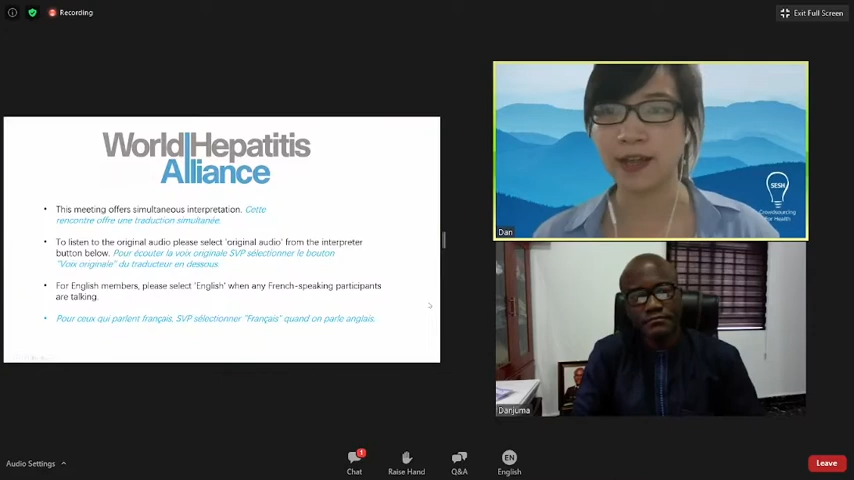 Recording
Exit Full Screen
World Hepatitis
Alliance
• This meeting offers simultaneous interpretation. Cette
rencontre offre une traduction simultanée.
• To listen to the original audio please select 'original audio' from the interpreter
button below. Pour écouter la voix originale SVP sélectionner le bouton
"Voix originale" du traducteur en dessous.
• For English members, please select 'English' when any French-speaking participants
are talking.
• Pour ceux qui parlent français, SVP sélectionner "Français" quand on parle anglais.
SESH
Crowdsourcing
for Health
Dan
Danjuma
Audio Settings
1
Chat
Raise Hand
Q&A
EN
English
Leave